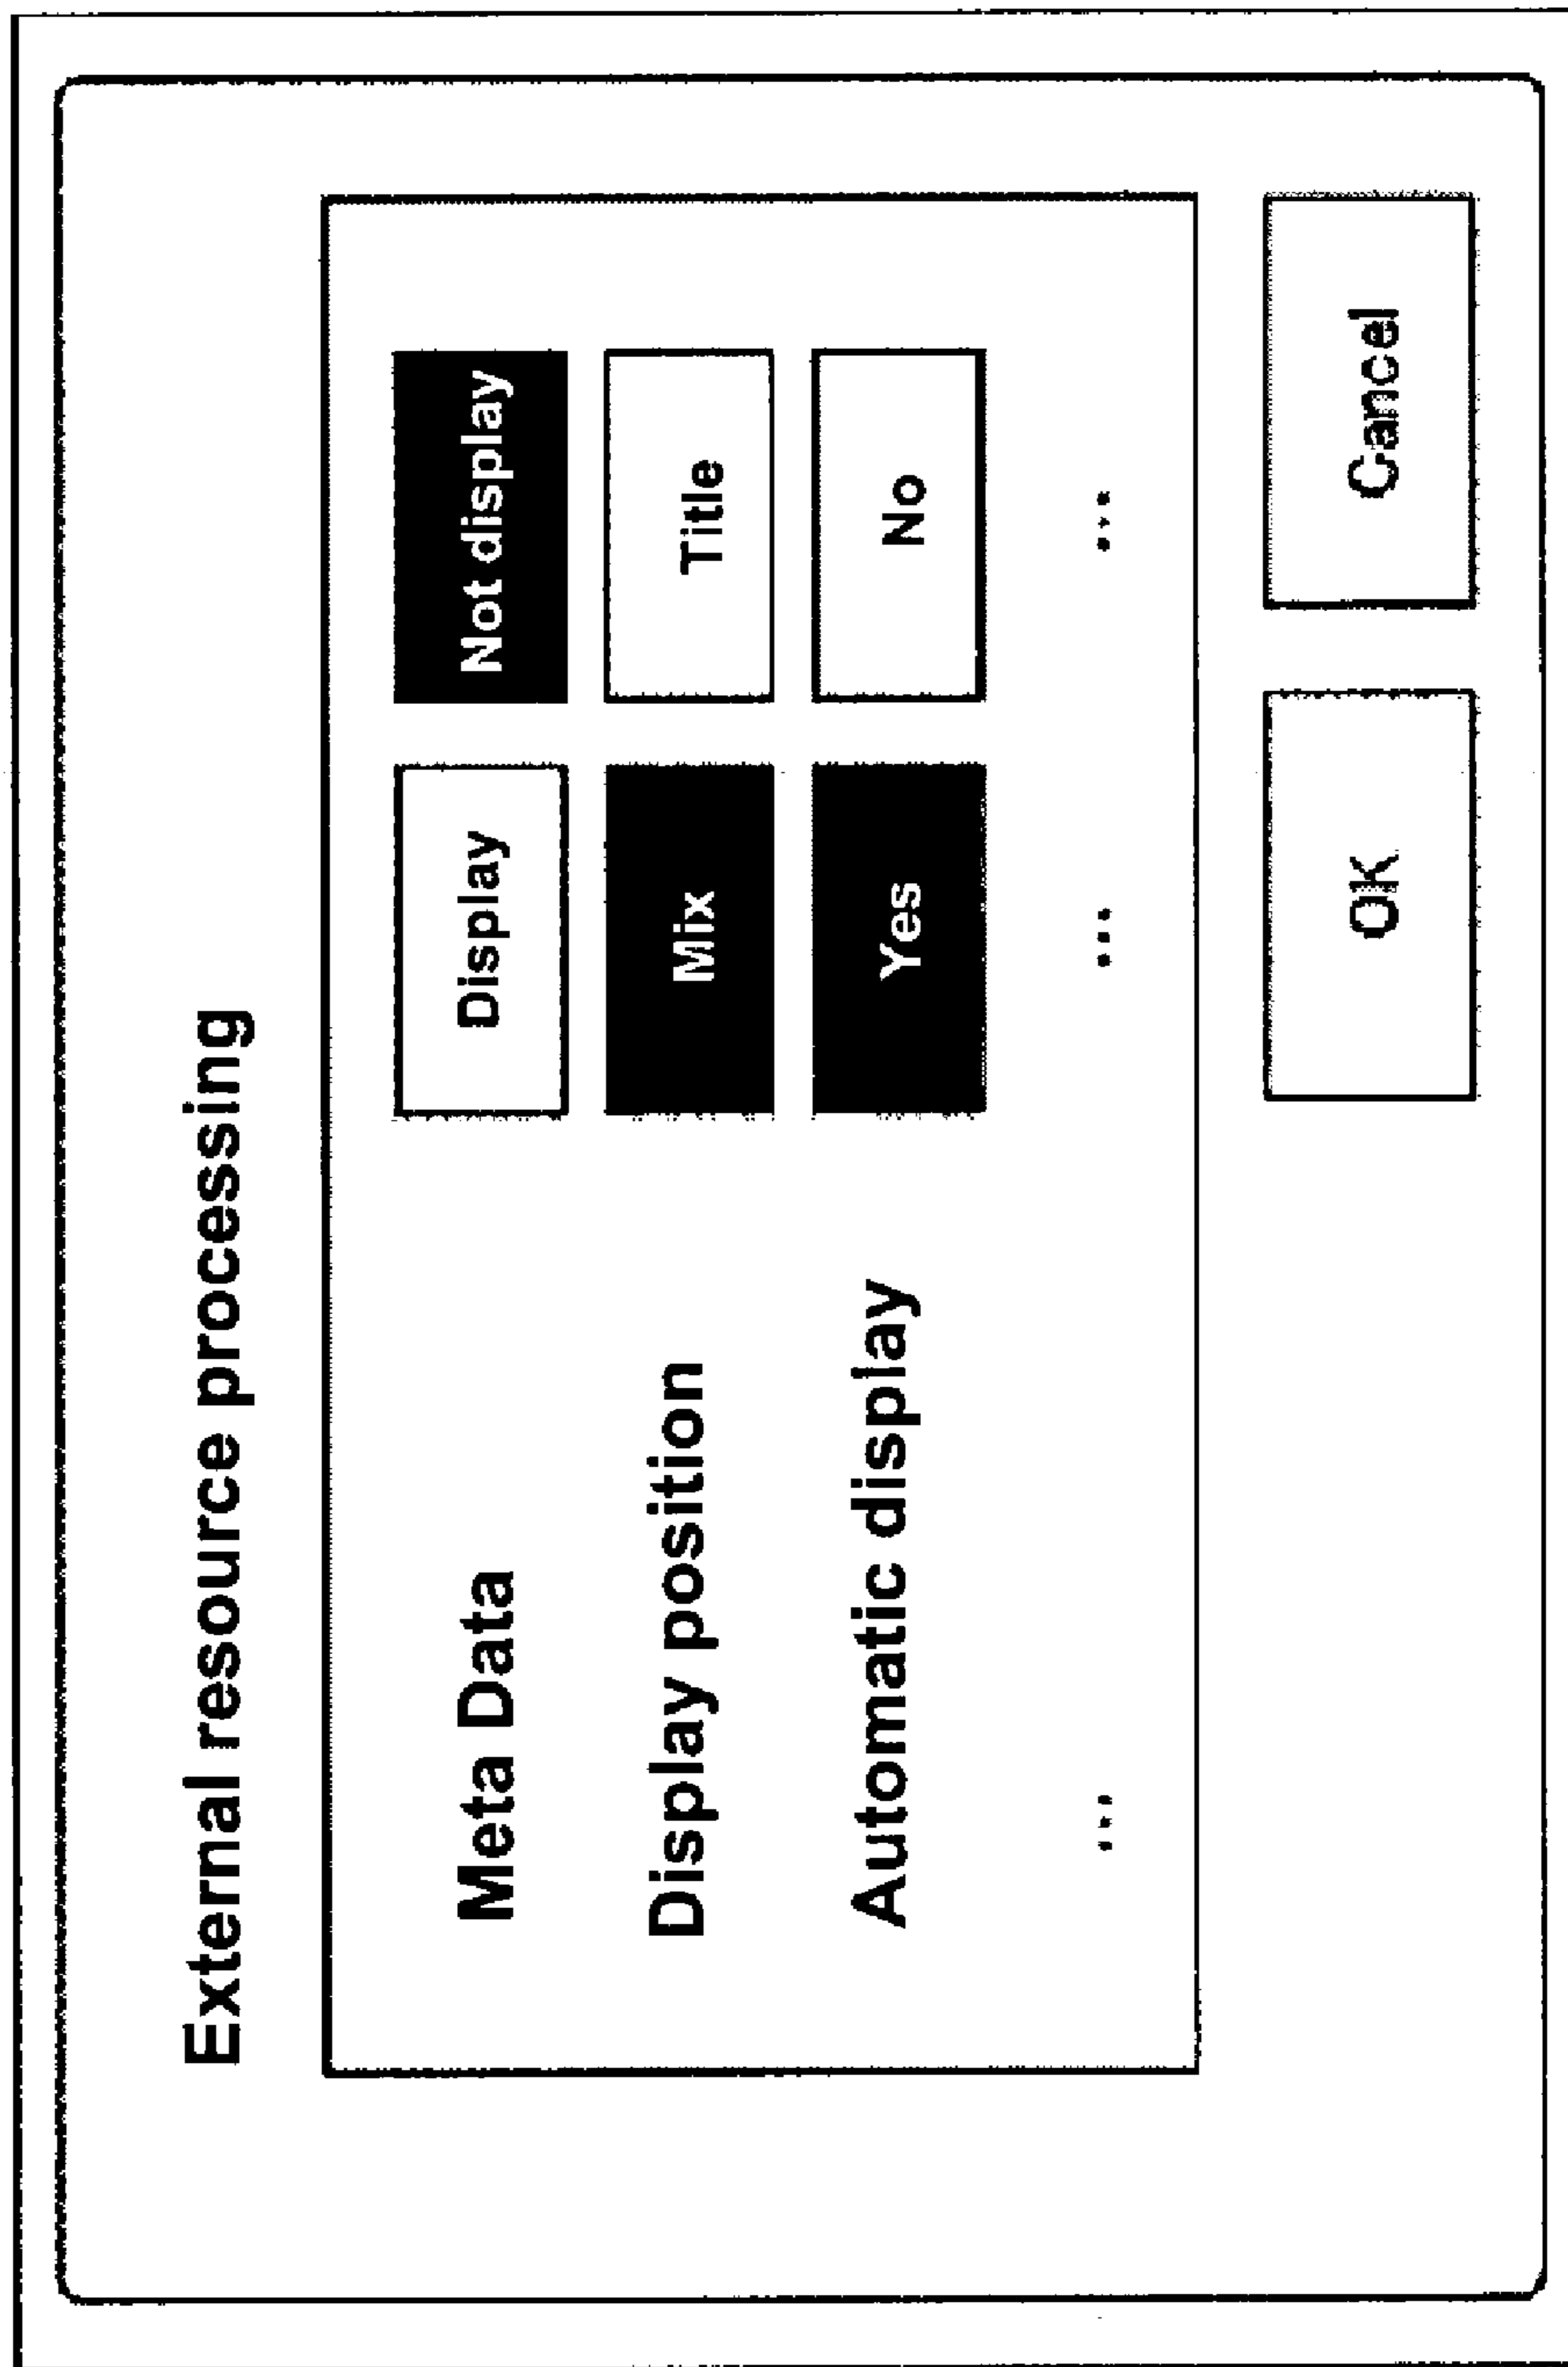 External resource processing
Meta Data Display Not display
Display position Mix Title
Automatic display Yes No
... ... ...
OK Cancel